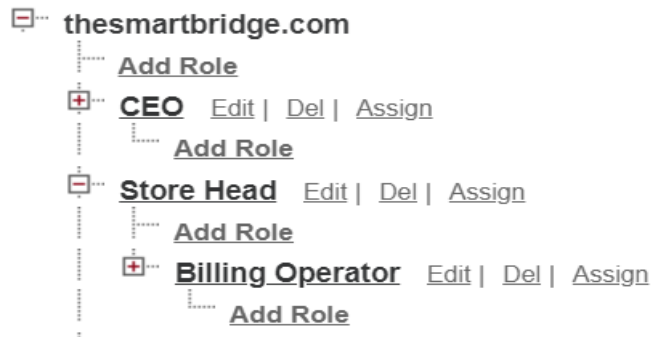 thesmartbridge.com
Add Role
CEO Edit | Del | Assign
Add Role
Store Head Edit | Del | Assign
Add Role
Billing Operator Edit | Del | Assign
Add Role